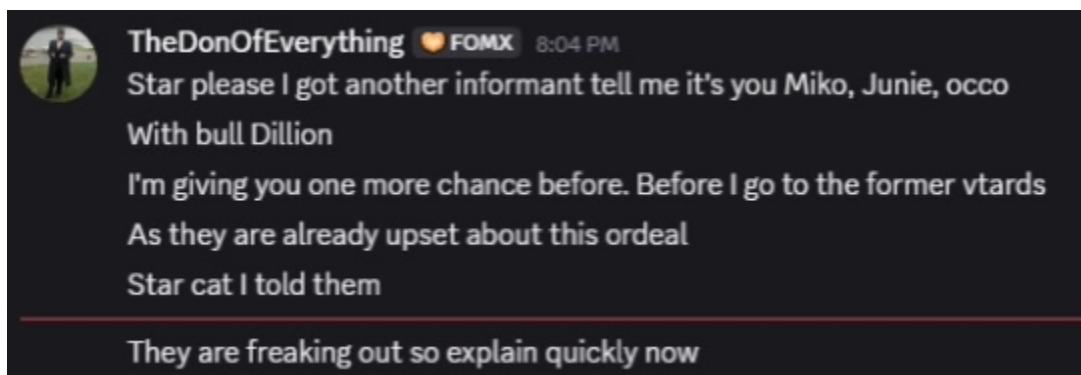 TheDonOfEverything FOMX 8:04 PM
Star please I got another informant tell me it's you Miko, Junie, occo
With bull Dillion
I'm giving you one more chance before. Before I go to the former vtards
As they are already upset about this ordeal
Star cat I told them
They are freaking out so explain quickly now